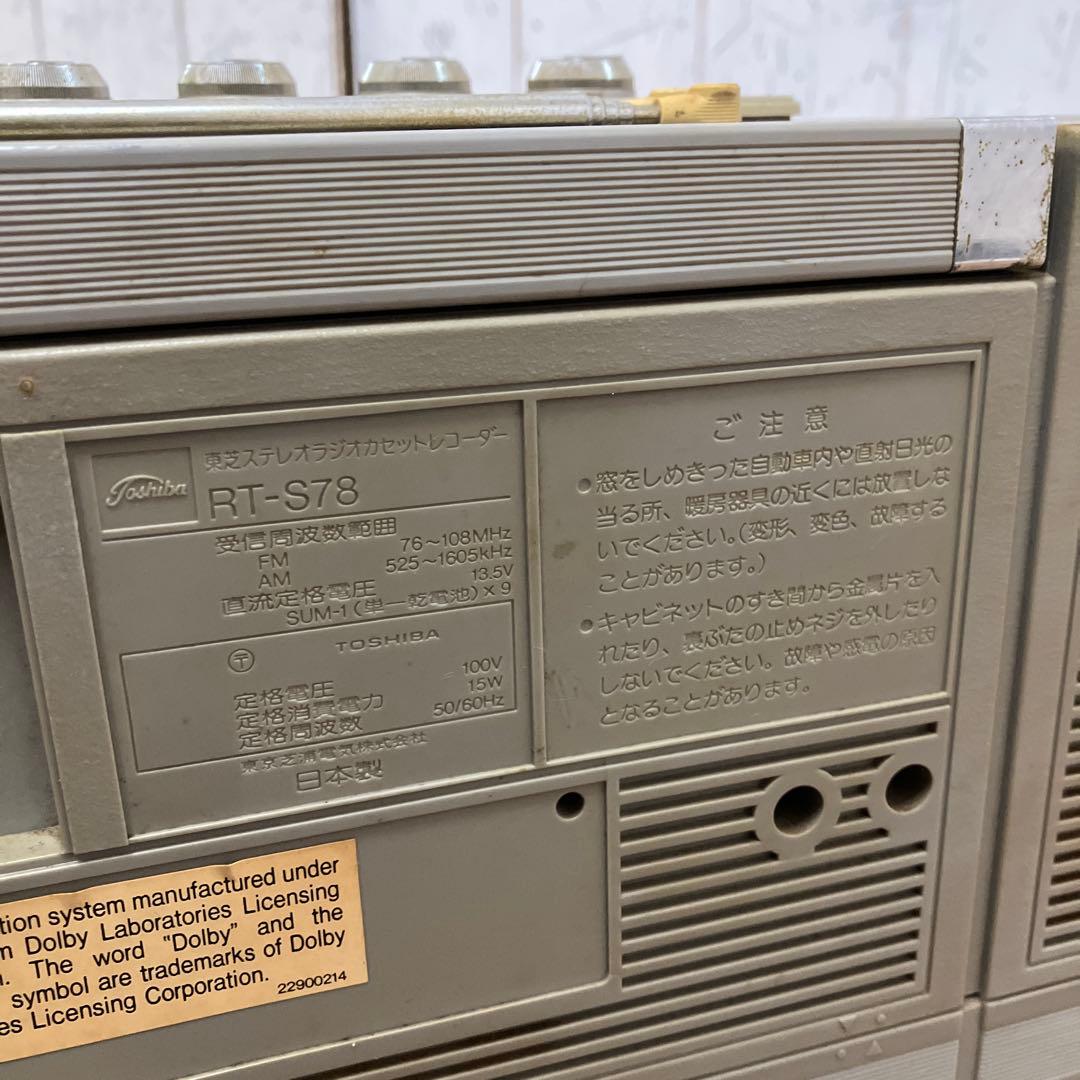 Toshiba
東芝ステレオラジオカセットレコーダー
RT-S78
受信周波数範囲
FM 76〜108MHz
AM 525〜1605kHz
直流定格電圧 13.5V
SUM-1(単一乾電池)×9
〒 TOSHIBA
定格電圧 100V
定格消費電力 15W
定格周波数 50/60Hz
東京芝浦電気株式会社
日本製
ご注意
●窓をしめきった自動車内や直射日光の
当る所、暖房器具の近くには放置しな
いでください。(変形、変色、故障する
ことがあります。)
●キャビネットのすき間から金属片を入
れたり、裏ぶたの止めネジを外したり
しないでください。故障や感電の原因
となることがあります。
tion system manufactured under
m Dolby Laboratories Licensing
. The word "Dolby" and the
symbol are trademarks of Dolby
es Licensing Corporation. 22900214